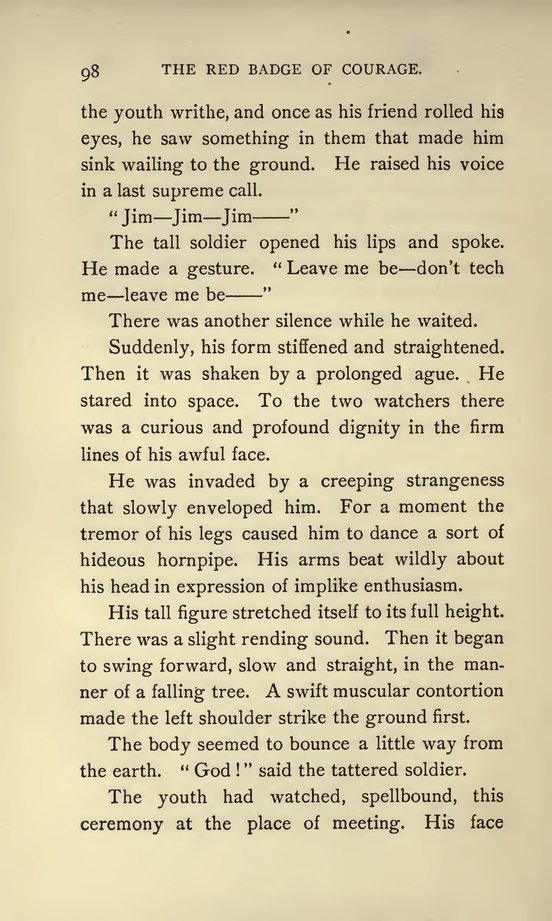 98 THE RED BADGE OF COURAGE.
the youth writhe, and once as his friend rolled his
eyes, he saw something in them that made him
sink wailing to the ground. He raised his voice
in a last supreme call.
“Jim—Jim—Jim——”
The tall soldier opened his lips and spoke.
He made a gesture. “Leave me be—don't tech
me—leave me be——”
There was another silence while he waited.
Suddenly, his form stiffened and straightened.
Then it was shaken by a prolonged ague. He
stared into space. To the two watchers there
was a curious and profound dignity in the firm
lines of his awful face.
He was invaded by a creeping strangeness
that slowly enveloped him. For a moment the
tremor of his legs caused him to dance a sort of
hideous hornpipe. His arms beat wildly about
his head in expression of implike enthusiasm.
His tall figure stretched itself to its full height.
There was a slight rending sound. Then it began
to swing forward, slow and straight, in the man-
ner of a falling tree. A swift muscular contortion
made the left shoulder strike the ground first.
The body seemed to bounce a little way from
the earth. “God!” said the tattered soldier.
The youth had watched, spellbound, this
ceremony at the place of meeting. His face